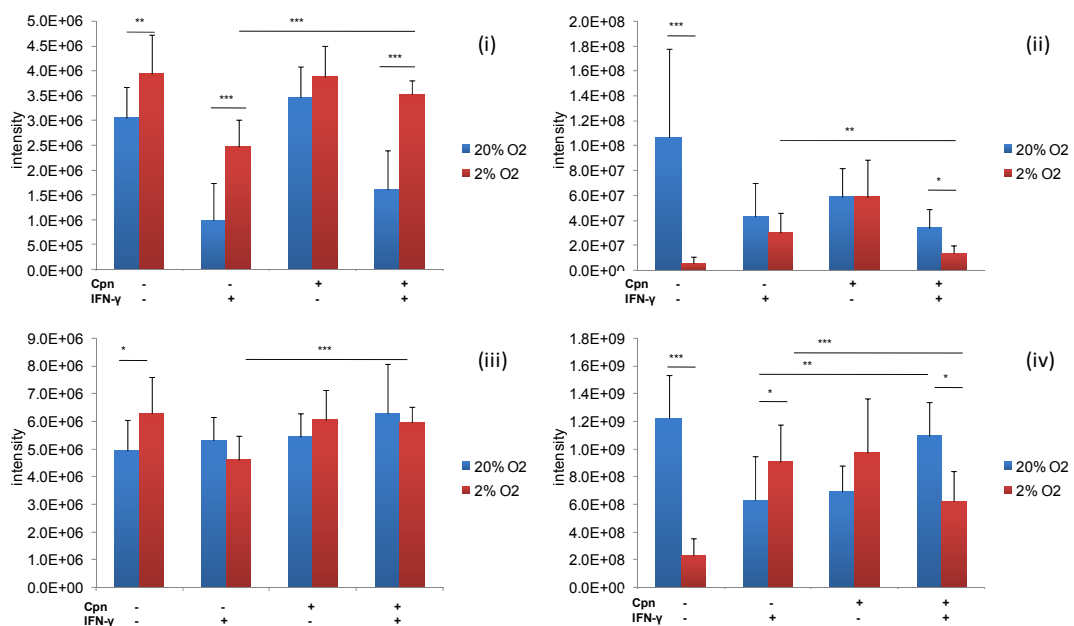 5.0E+06
4.5E+06
4.0E+06
3.5E+06
3.0E+06
2.5E+06
2.0E+06
1.5E+06
1.0E+06
5.0E+05
0.0E+00
intensity
** *** *** ***
(i)
20% O2
2% O2
Cpn - - + +
IFN-γ - + - +
2.0E+08
1.8E+08
1.6E+08
1.4E+08
1.2E+08
1.0E+08
8.0E+07
6.0E+07
4.0E+07
2.0E+07
0.0E+00
intensity
*** ** *
(ii)
20% O2
2% O2
Cpn - - + +
IFN-γ - + - +
9.0E+06
8.0E+06
7.0E+06
6.0E+06
5.0E+06
4.0E+06
3.0E+06
2.0E+06
1.0E+06
0.0E+00
intensity
* ***
(iii)
20% O2
2% O2
Cpn - - + +
IFN-γ - + - +
1.8E+09
1.6E+09
1.4E+09
1.2E+09
1.0E+09
8.0E+08
6.0E+08
4.0E+08
2.0E+08
0.0E+00
intensity
*** * ** *** *
(iv)
20% O2
2% O2
Cpn - - + +
IFN-γ - + - +